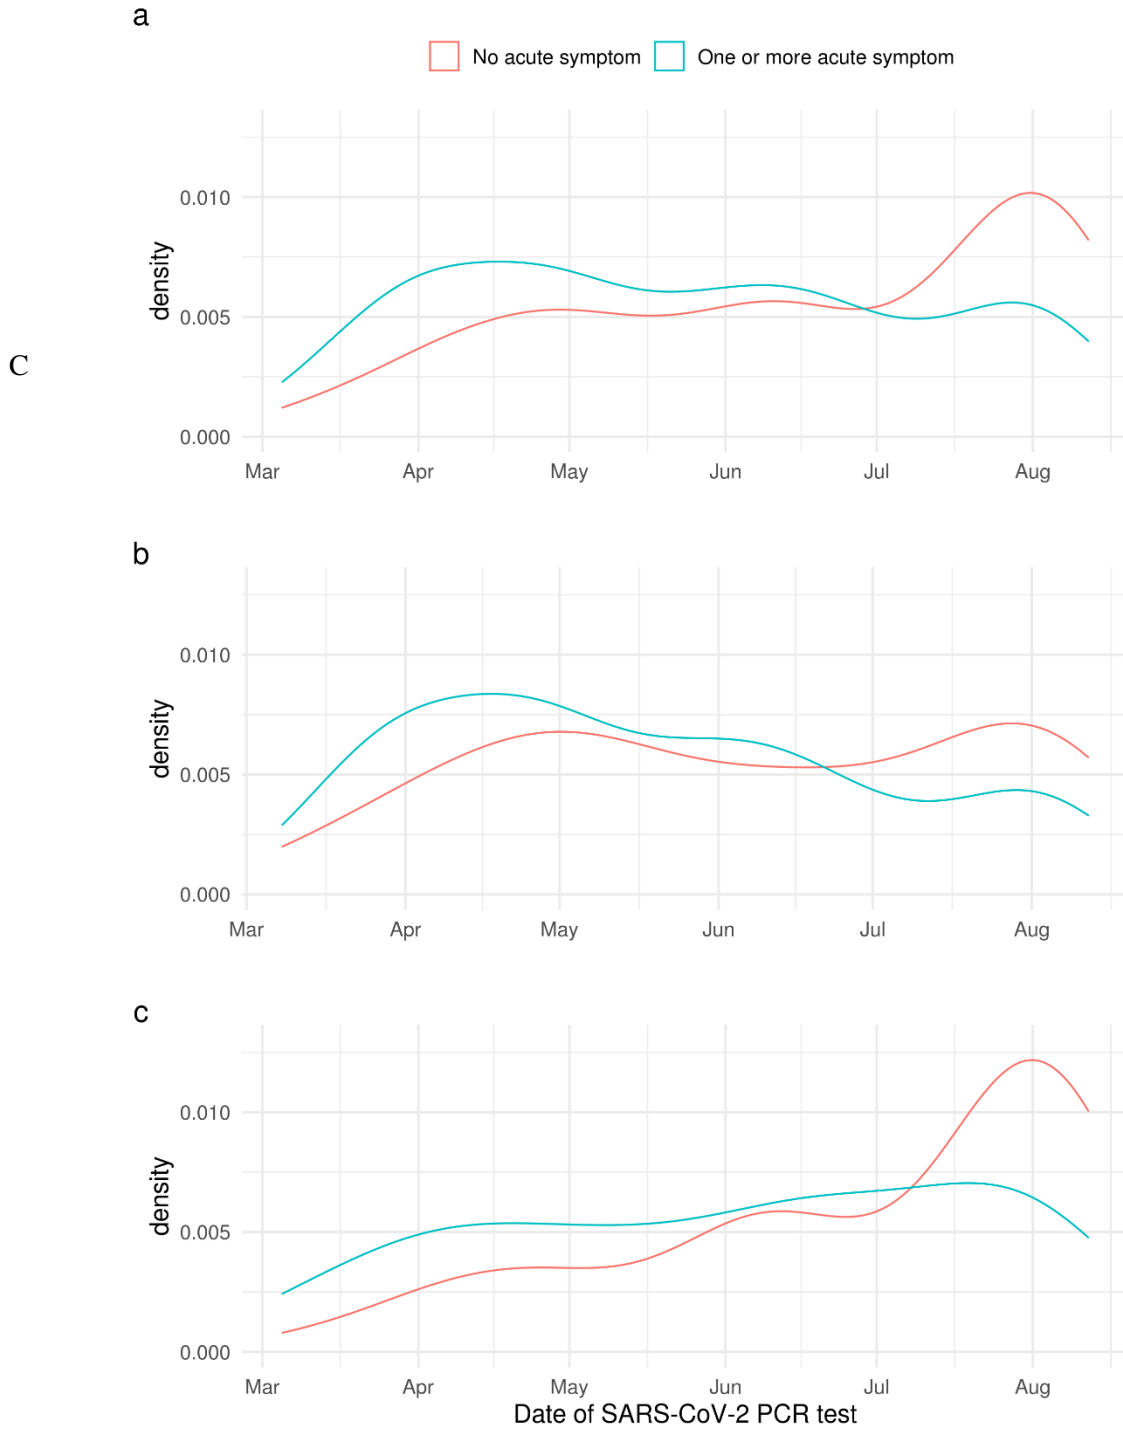 a
No acute symptom One or more acute symptom
0.010
0.005
0.000
density
Mar Apr May Jun Jul Aug
C
b
0.010
0.005
0.000
density
Mar Apr May Jun Jul Aug
c
0.010
0.005
0.000
density
Mar Apr May Jun Jul Aug
Date of SARS-CoV-2 PCR test